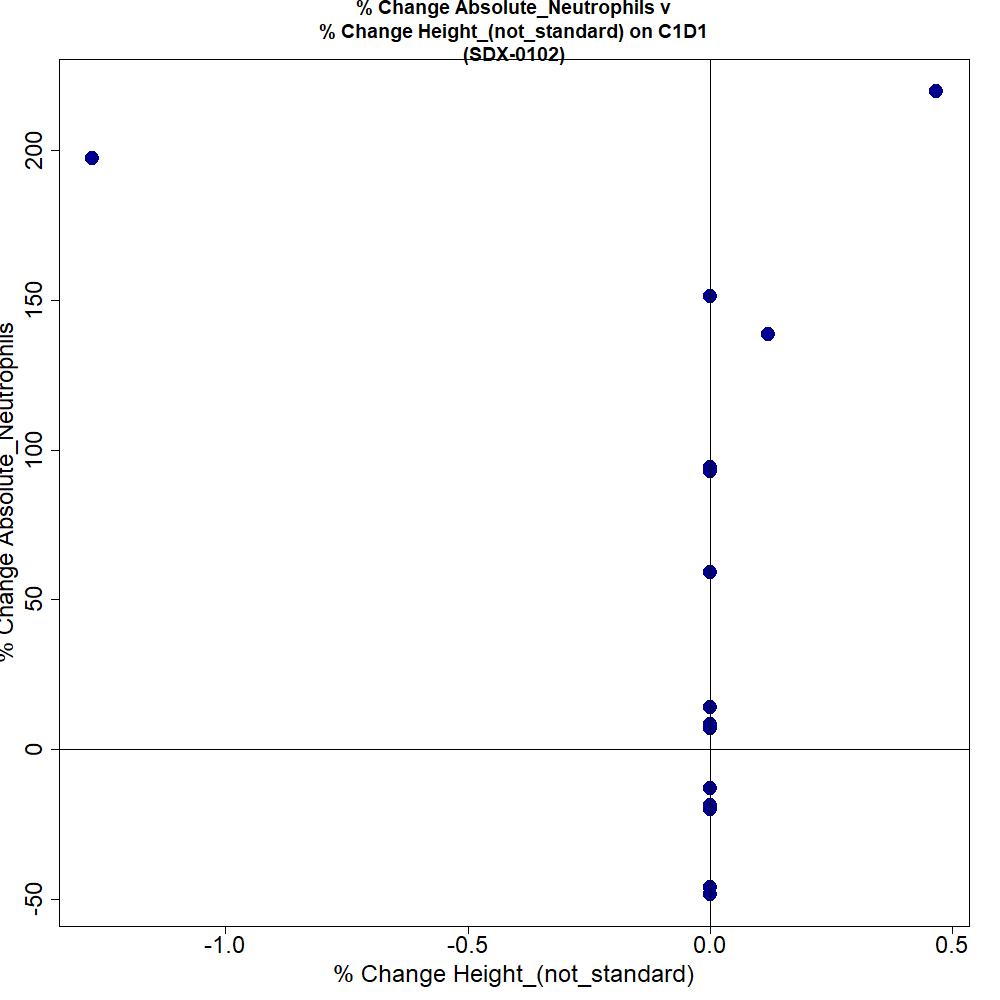 % Change Absolute_Neutrophils v
% Change Height_(not_standard) on C1D1
(SDX-0102)
% Change Absolute_Neutrophils
200
150
100
50
0
-50
-1.0
-0.5
0.0
0.5
% Change Height_(not_standard)